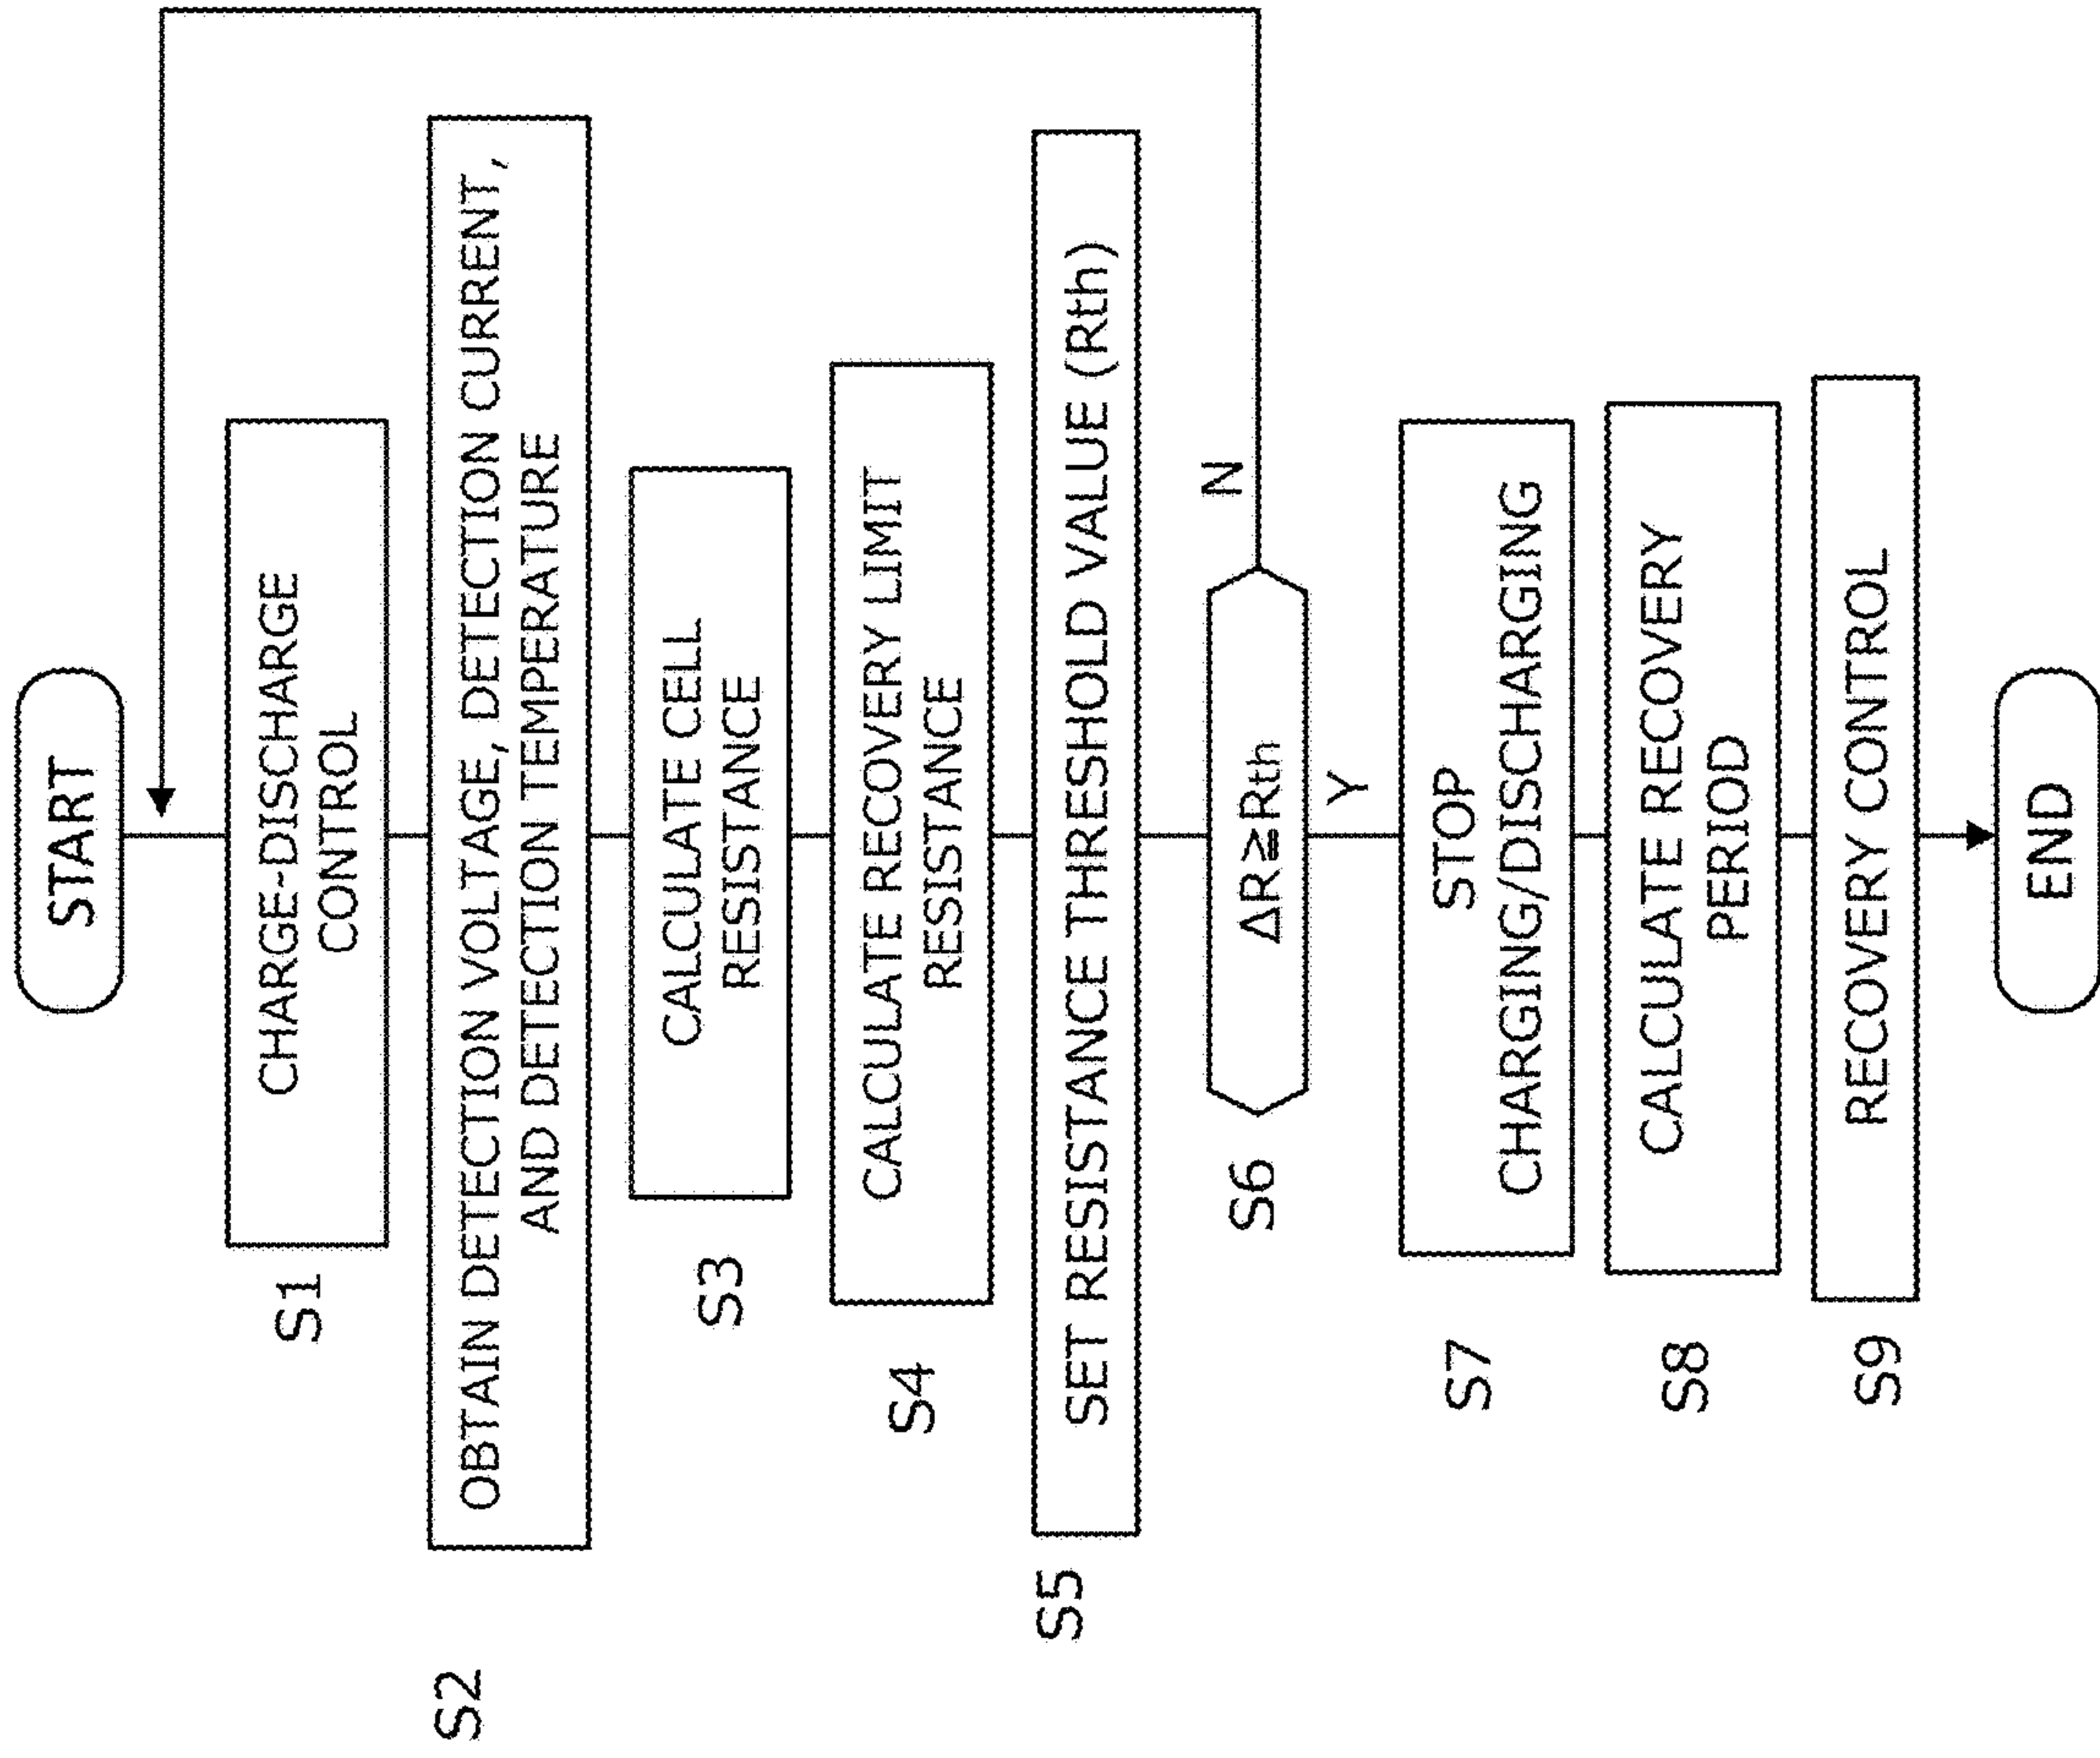 START
S1
CHARGE-DISCHARGE
CONTROL
S2
OBTAIN DETECTION VOLTAGE, DETECTION CURRENT,
AND DETECTION TEMPERATURE
S3
CALCULATE CELL
RESISTANCE
S4
CALCULATE RECOVERY LIMIT
RESISTANCE
S5
SET RESISTANCE THRESHOLD VALUE (Rth)
S6
ΔR≧Rth
N
Y
S7
STOP
CHARGING/DISCHARGING
S8
CALCULATE RECOVERY
PERIOD
S9
RECOVERY CONTROL
END